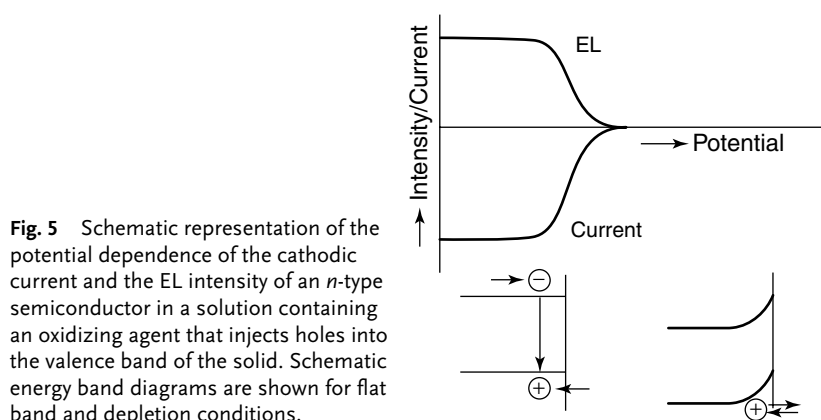 EL
Intensity/Current
Potential
Current
Fig. 5 Schematic representation of the
potential dependence of the cathodic
current and the EL intensity of an n-type
semiconductor in a solution containing
an oxidizing agent that injects holes into
the valence band of the solid. Schematic
energy band diagrams are shown for flat
band and depletion conditions.
−
+
+